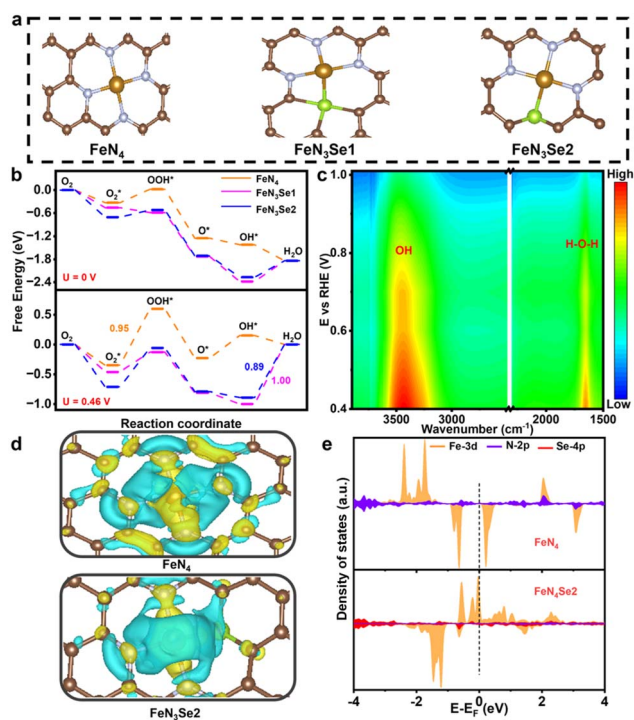 a
FeN4
FeN3Se1
FeN3Se2
b
O2
O2*
OOH*
O*
OH*
H2O
FeN4
FeN3Se1
FeN3Se2
0.0
-0.6
-1.2
-1.8
-2.4
U = 0 V
Free Energy (eV)
O2
O2*
OOH*
O*
OH*
H2O
0.95
0.89
1.00
0.5
0.0
-0.5
-1.0
U = 0.46 V
Reaction coordinate
c
E vs RHE
1.0
0.8
0.6
0.4
OH
H-O-H
High
Low
3500
3000
2000
1500
Wavenumber (cm-1)
d
FeN4
FeN3Se2
e
Fe-3d
N-2p
Se-4p
Density of states (a.u.)
FeN4
FeN4Se2
-4
-2
0
2
4
E-EF (eV)